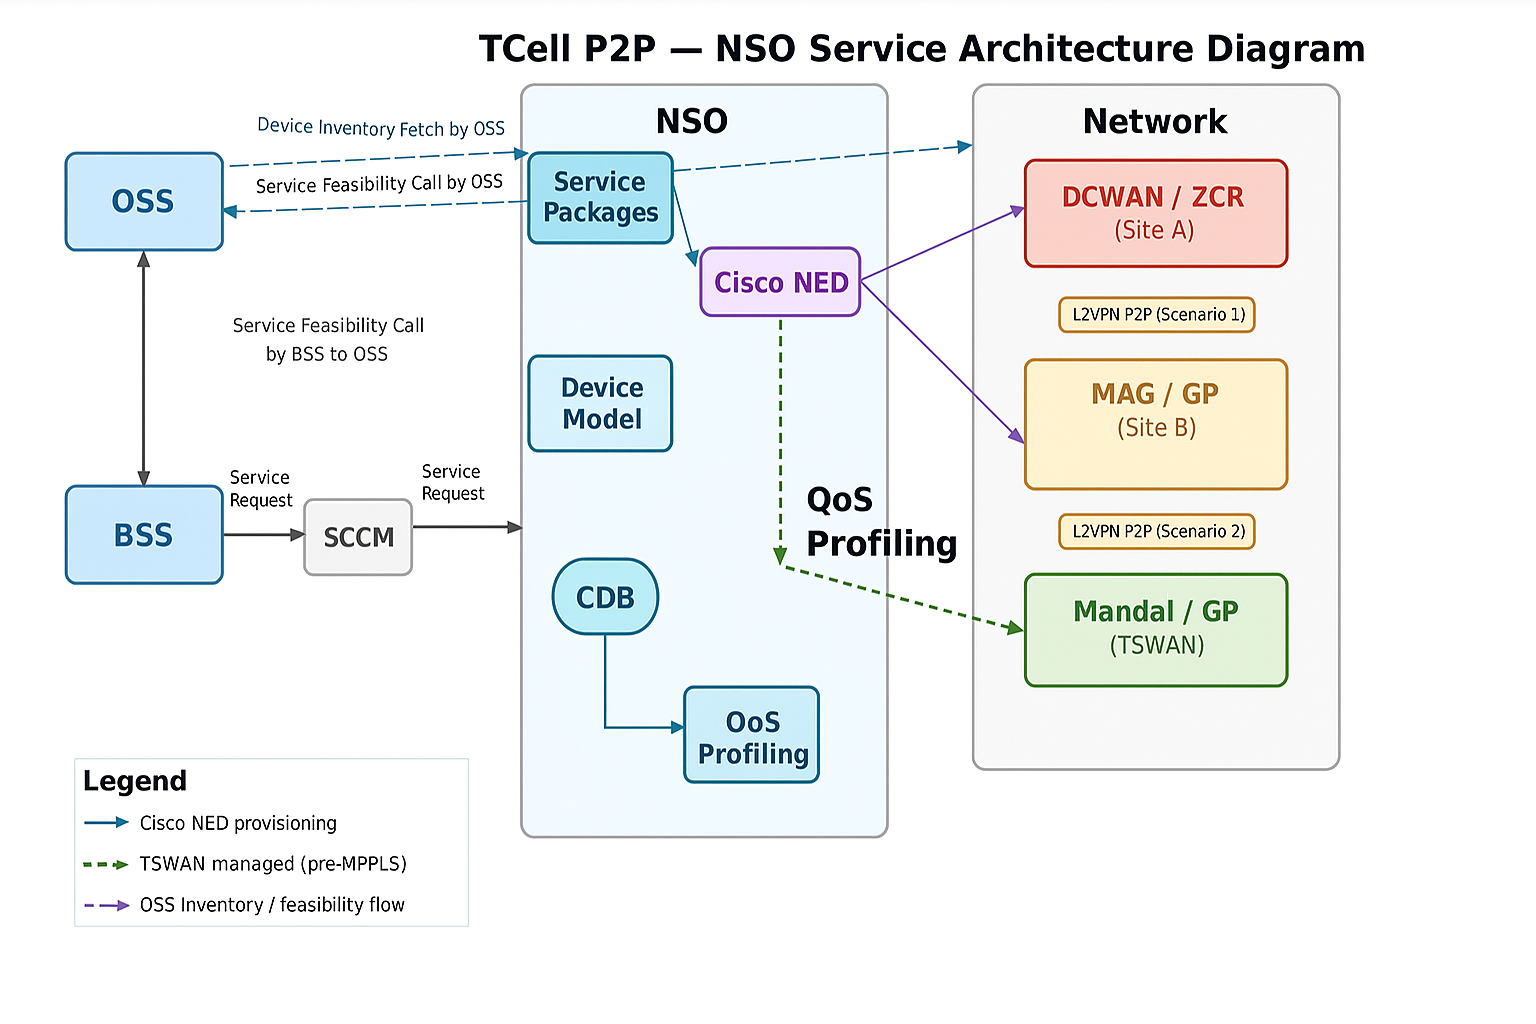 TCell P2P — NSO Service Architecture Diagram
Device Inventory Fetch by OSS
Service Feasibility Call by OSS
OSS
Service Feasibility Call
by BSS to OSS
BSS
Service
Request
SCCM
Service
Request
NSO
Service
Packages
Cisco NED
Device
Model
QoS
Profiling
CDB
OoS
Profiling
Network
DCWAN / ZCR
(Site A)
L2VPN P2P (Scenario 1)
MAG / GP
(Site B)
L2VPN P2P (Scenario 2)
Mandal / GP
(TSWAN)
Legend
Cisco NED provisioning
TSWAN managed (pre-MPPLS)
OSS Inventory / feasibility flow